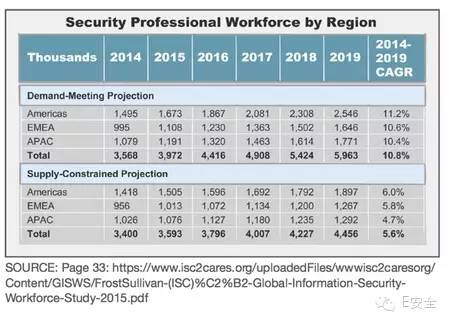 Security Professional Workforce by Region
Thousands 2014 2015 2016 2017 2018 2019 2014-2019 CAGR
Demand-Meeting Projection
Americas 1,495 1,673 1,867 2,081 2,308 2,546 11.2%
EMEA 995 1,108 1,230 1,363 1,502 1,646 10.6%
APAC 1,079 1,191 1,320 1,463 1,614 1,771 10.4%
Total 3,568 3,972 4,416 4,908 5,424 5,963 10.8%
Supply-Constrained Projection
Americas 1,418 1,505 1,596 1,692 1,792 1,897 6.0%
EMEA 956 1,013 1,072 1,134 1,200 1,267 5.8%
APAC 1,026 1,076 1,127 1,180 1,235 1,292 4.7%
Total 3,400 3,593 3,796 4,007 4,227 4,456 5.6%
SOURCE: Page 33: https://www.isc2cares.org/uploadedFiles/wwwisc2caresorg/
Content/GISWS/FrostSullivan-(ISC)%C2%B2-Global-Information-Security-
Workforce-Study-2015.pdf
E安全